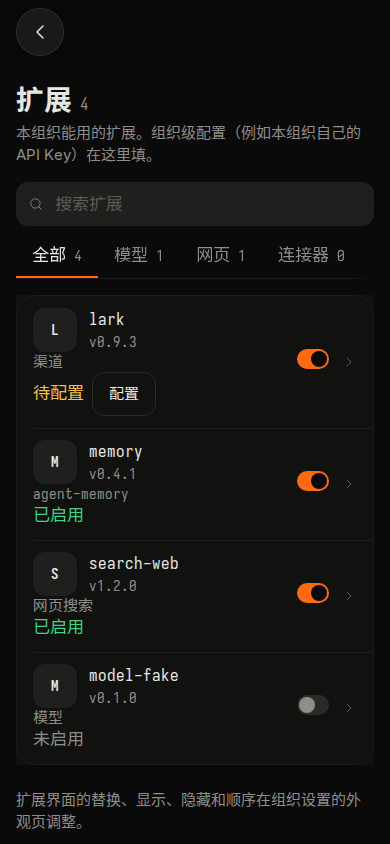 扩展 4
本组织能用的扩展。组织级配置（例如本组织自己的
API Key）在这里填。
搜索扩展
全部 4 模型 1 网页 1 连接器 0
L
lark
v0.9.3
渠道
待配置 配置
M
memory
v0.4.1
agent-memory
已启用
S
search-web
v1.2.0
网页搜索
已启用
M
model-fake
v0.1.0
模型
未启用
扩展界面的替换、显示、隐藏和顺序在组织设置的外
观页调整。